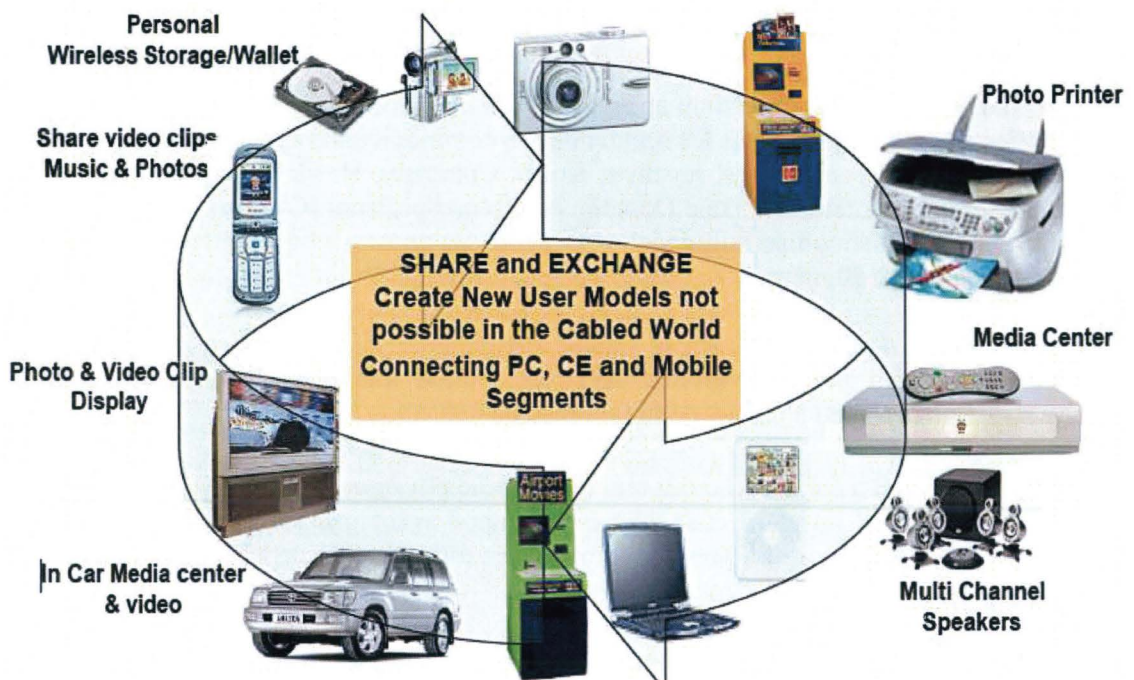 Personal
Wireless Storage/Wallet
Share video clips
Music & Photos
Photo Printer
SHARE and EXCHANGE
Create New User Models not
possible in the Cabled World
Connecting PC, CE and Mobile
Segments
Media Center
Photo & Video Clip
Display
Airport
Movies
In Car Media center
& video
Multi Channel
Speakers